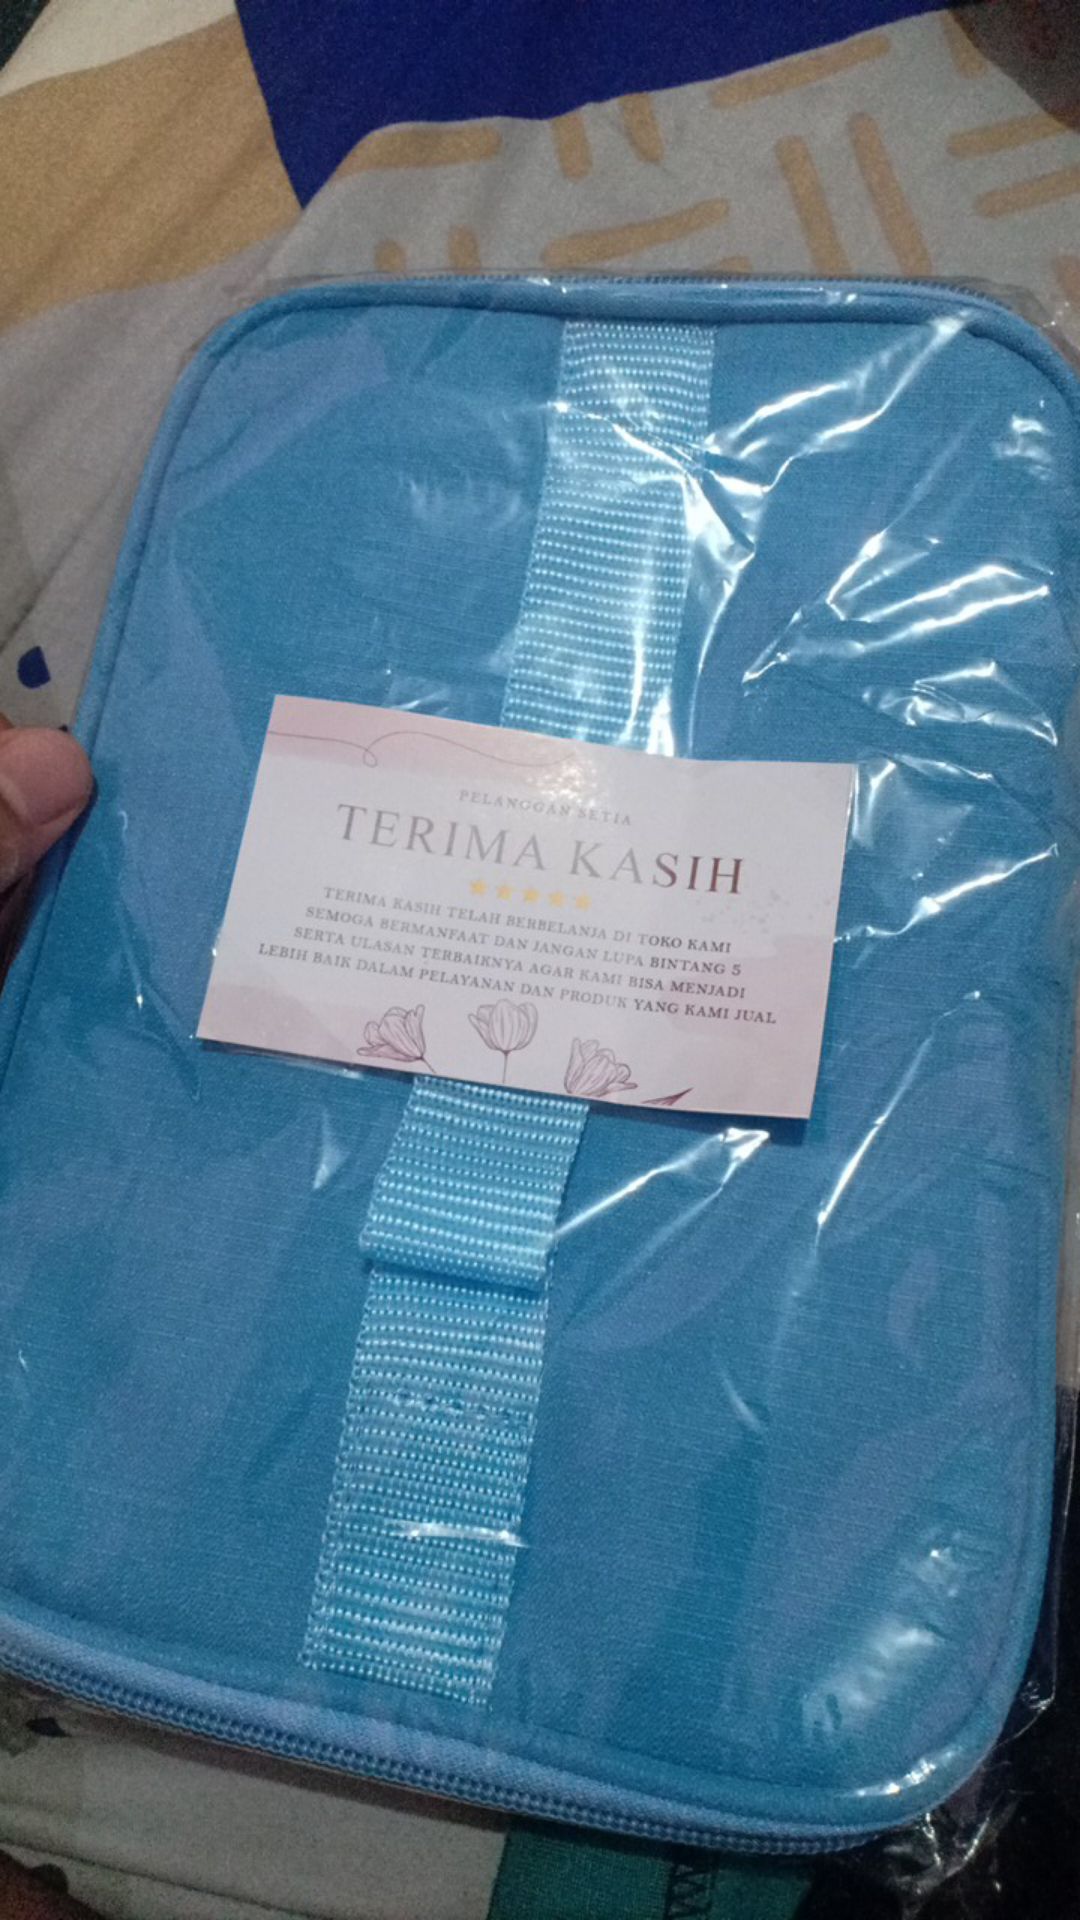 PELANGGAN SETIA
TERIMA KASIH
TERIMA KASIH TELAH BERBELANJA DI TOKO KAMI
SEMOGA BERMANFAAT DAN JANGAN LUPA BINTANG 5
SERTA ULASAN TERBAIKNYA AGAR KAMI BISA MENJADI
LEBIH BAIK DALAM PELAYANAN DAN PRODUK YANG KAMI JUAL